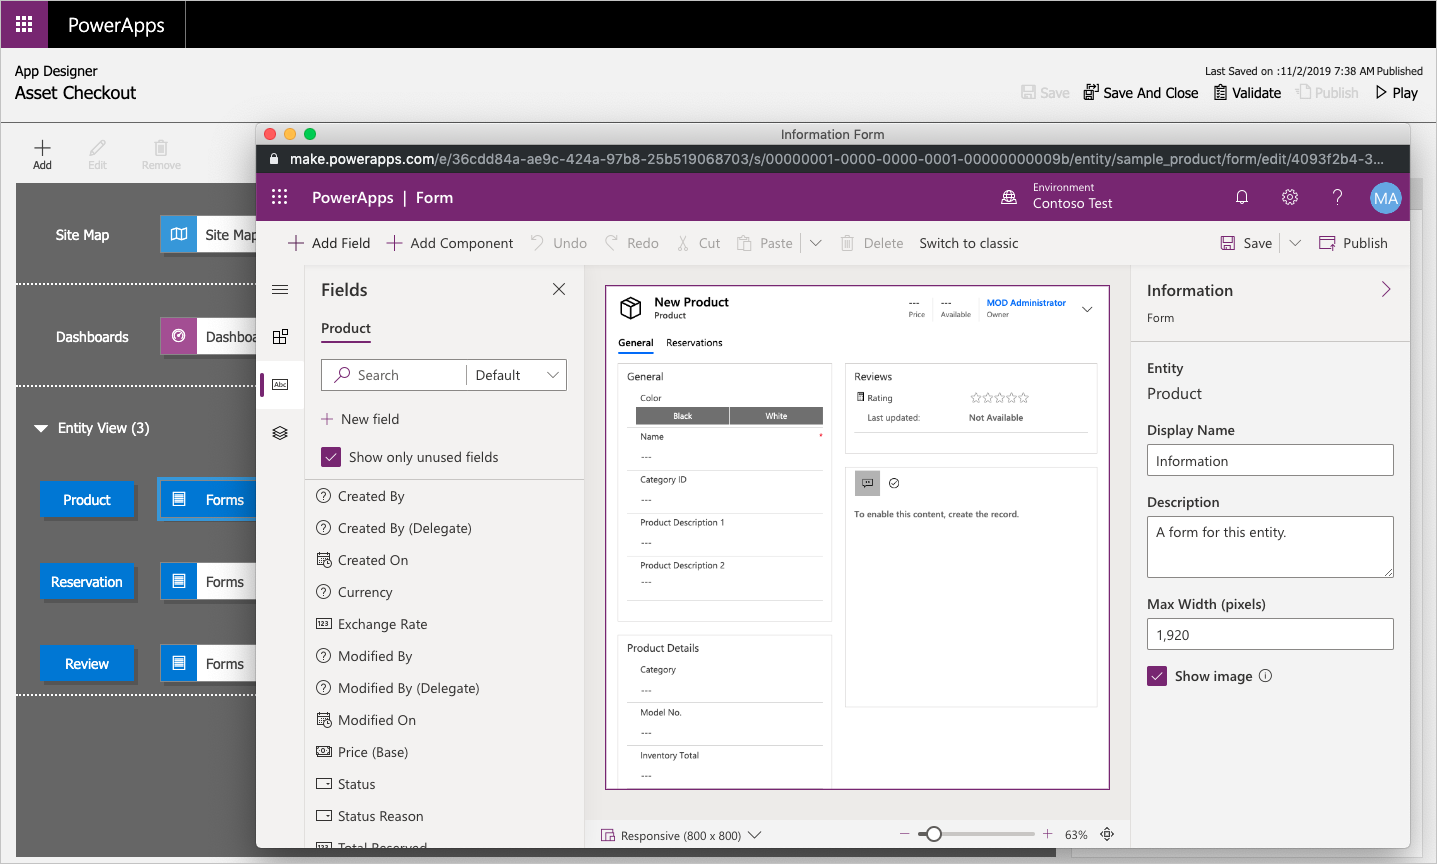 PowerApps
App Designer
Asset Checkout
Last Saved on :11/2/2019 7:38 AM Published
Save
Save And Close
Validate
Publish
Play
Add
Edit
Remove
Site Map
Site Map
Dashboards
Entity View (3)
Product
Forms
Reservation
Forms
Review
Forms
Information Form
make.powerapps.com/e/36cdd84a-ae9c-424a-97b8-25b519068703/s/00000001-0000-0000-0001-00000000009b/entity/sample_product/form/edit/4093f2b4-3...
PowerApps | Form
Environment
Contoso Test
MA
Add Field
Add Component
Undo
Redo
Cut
Paste
Delete
Switch to classic
Save
Publish
Fields
Product
Search
Default
New field
Show only unused fields
Abc
Created By
Created By (Delegate)
Created On
Currency
123 Exchange Rate
Modified By
Modified By (Delegate)
Modified On
Price (Base)
Status
Status Reason
Total Reserved
New Product
Product
---
Price
---
Available
MOD Administrator
Owner
General
Reservations
General
Color
Black
White
Name
*
---
Category ID
---
Product Description 1
---
Product Description 2
---
Product Details
Category
---
Model No.
---
Inventory Total
---
Reviews
Rating
Last updated:
Not Available
To enable this content, create the record.
Responsive (800 x 800)
63%
Information
Form
Entity
Product
Display Name
Information
Description
A form for this entity.
Max Width (pixels)
1,920
Show image